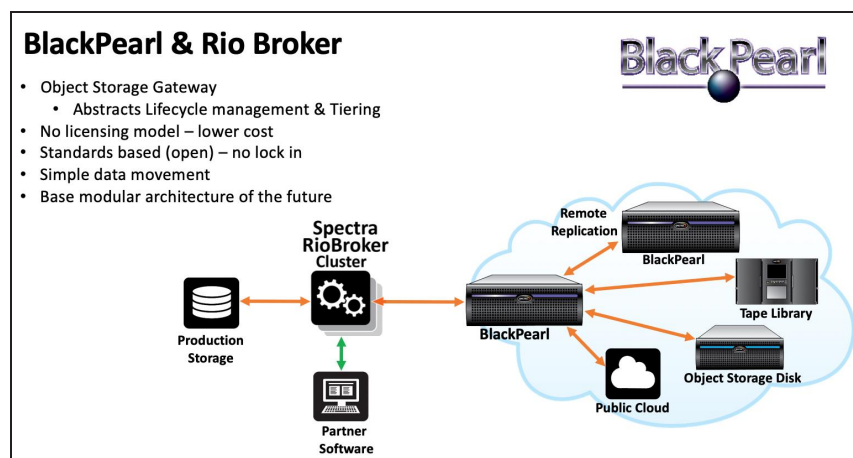 BlackPearl & Rio Broker
Black Pearl
• Object Storage Gateway
• Abstracts Lifecycle management & Tiering
• No licensing model – lower cost
• Standards based (open) – no lock in
• Simple data movement
• Base modular architecture of the future
Spectra
RioBroker
Cluster
Production
Storage
Partner
Software
BlackPearl
Remote
Replication
BlackPearl
Tape Library
Object Storage Disk
Public Cloud